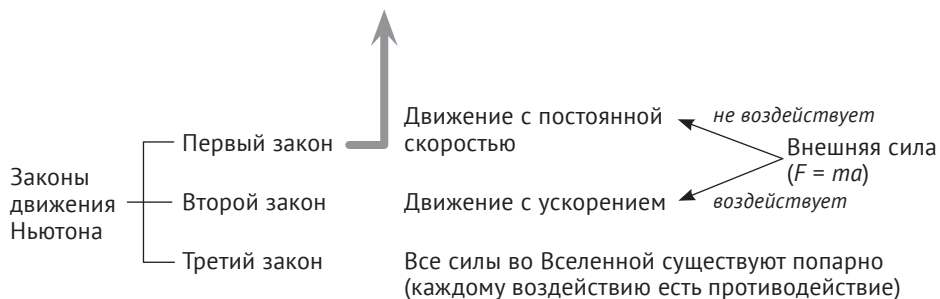 Законы
движения
Ньютона
Первый закон
Второй закон
Третий закон
Движение с постоянной
скоростью
Движение с ускорением
Все силы во Вселенной существуют попарно
(каждому воздействию есть противодействие)
не воздействует
Внешняя сила
(F = ma)
воздействует